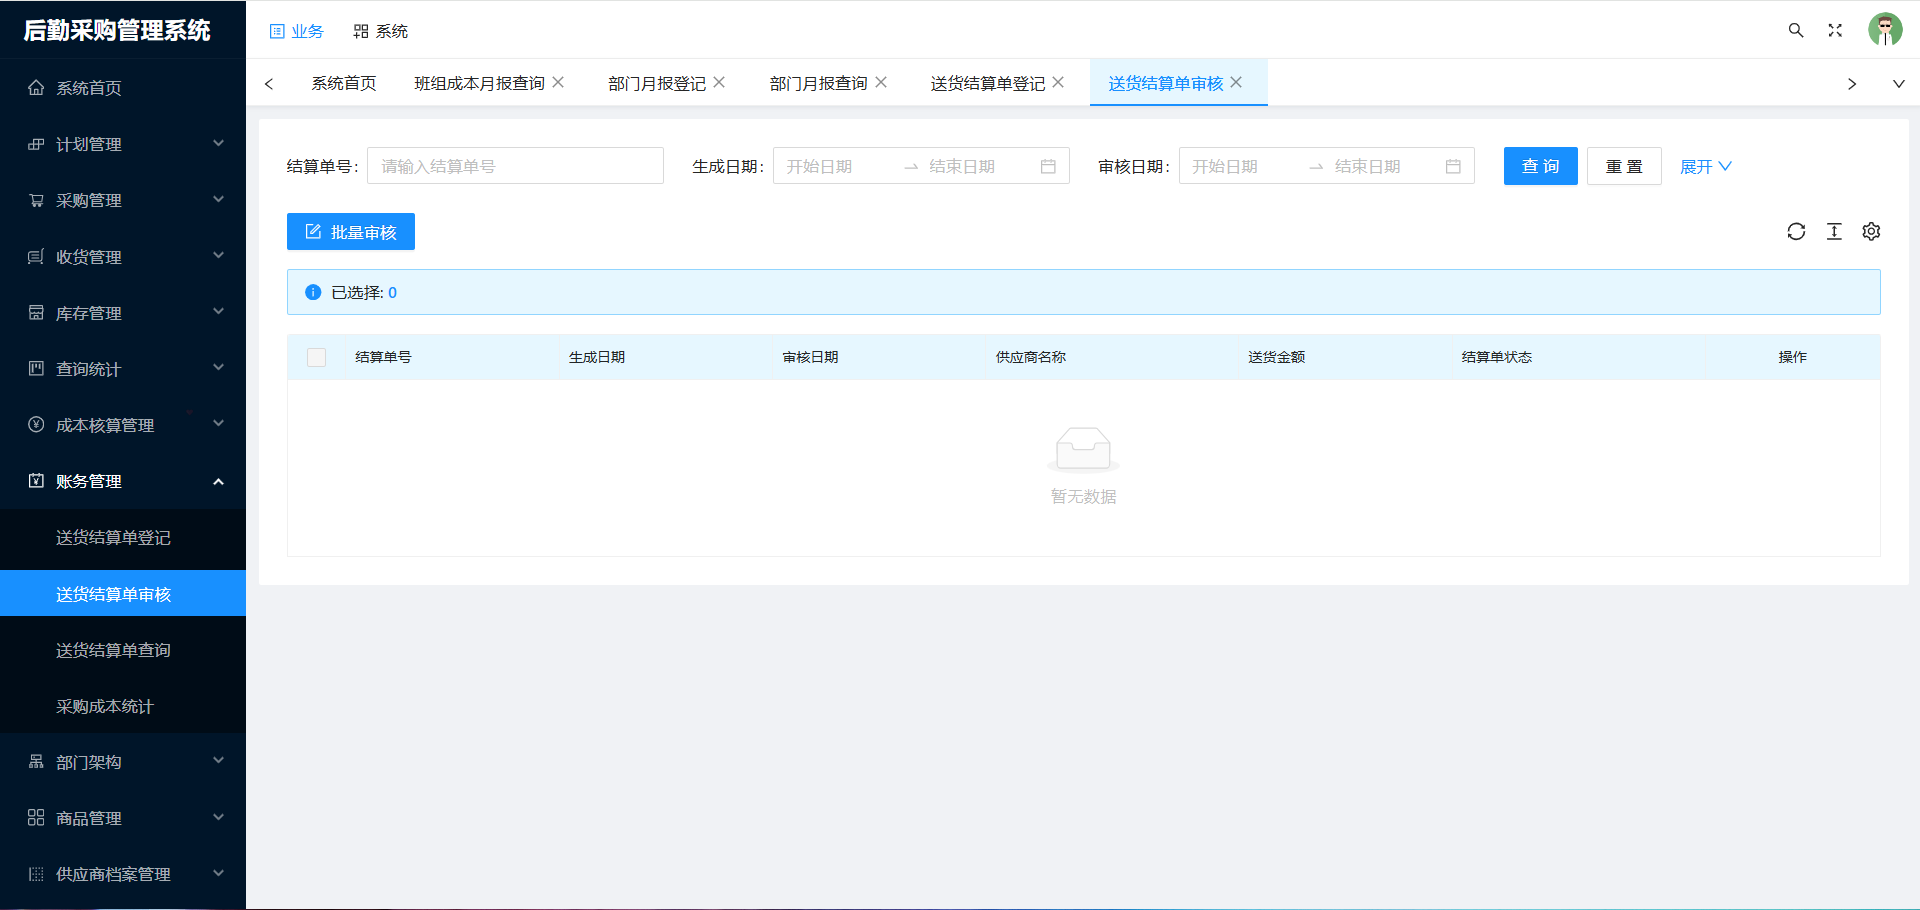 后勤采购管理系统
业务 系统
系统首页 班组成本月报查询 部门月报登记 部门月报查询 送货结算单登记 送货结算单审核
系统首页
计划管理
采购管理
收货管理
库存管理
查询统计
成本核算管理
账务管理
送货结算单登记
送货结算单审核
送货结算单查询
采购成本统计
部门架构
商品管理
供应商档案管理
结算单号: 请输入结算单号 生成日期: 开始日期 → 结束日期 审核日期: 开始日期 → 结束日期 查 询 重 置 展开
批量审核
已选择: 0
结算单号 生成日期 审核日期 供应商名称 送货金额 结算单状态 操作
暂无数据